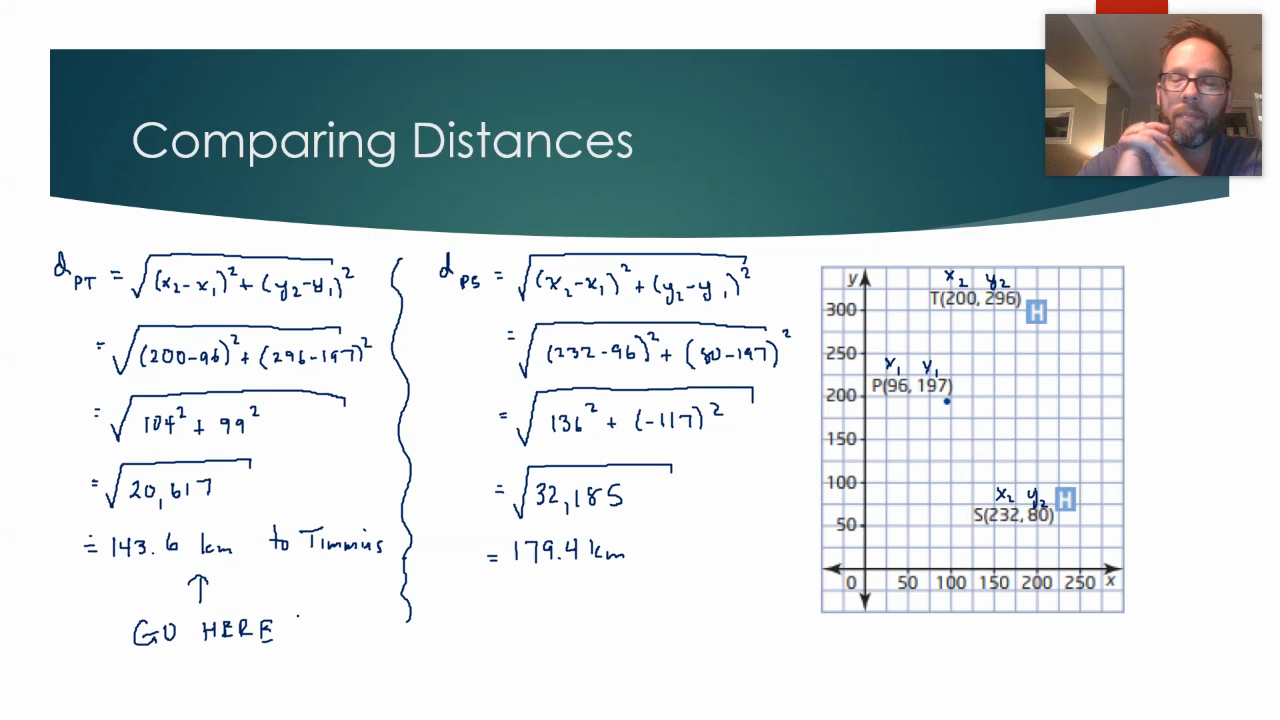 Comparing Distances
d_PT = √(x₂-x₁)² + (y₂-y₁)²
= √(200-96)² + (296-197)²
= √104² + 99²
= √20,617
≐ 143.6 km to Timmins
↑
GO HERE
d_PS = √(x₂-x₁)² + (y₂-y₁)²
= √(232-96)² + (80-197)²
= √136² + (-117)²
= √32,185
= 179.4 km
y
x₂ y₂
T(200, 296)
H
300
250
x₁ y₁
P(96, 197)
200
150
100
x₂ y₂
H
S(232, 80)
50
0 50 100 150 200 250 x